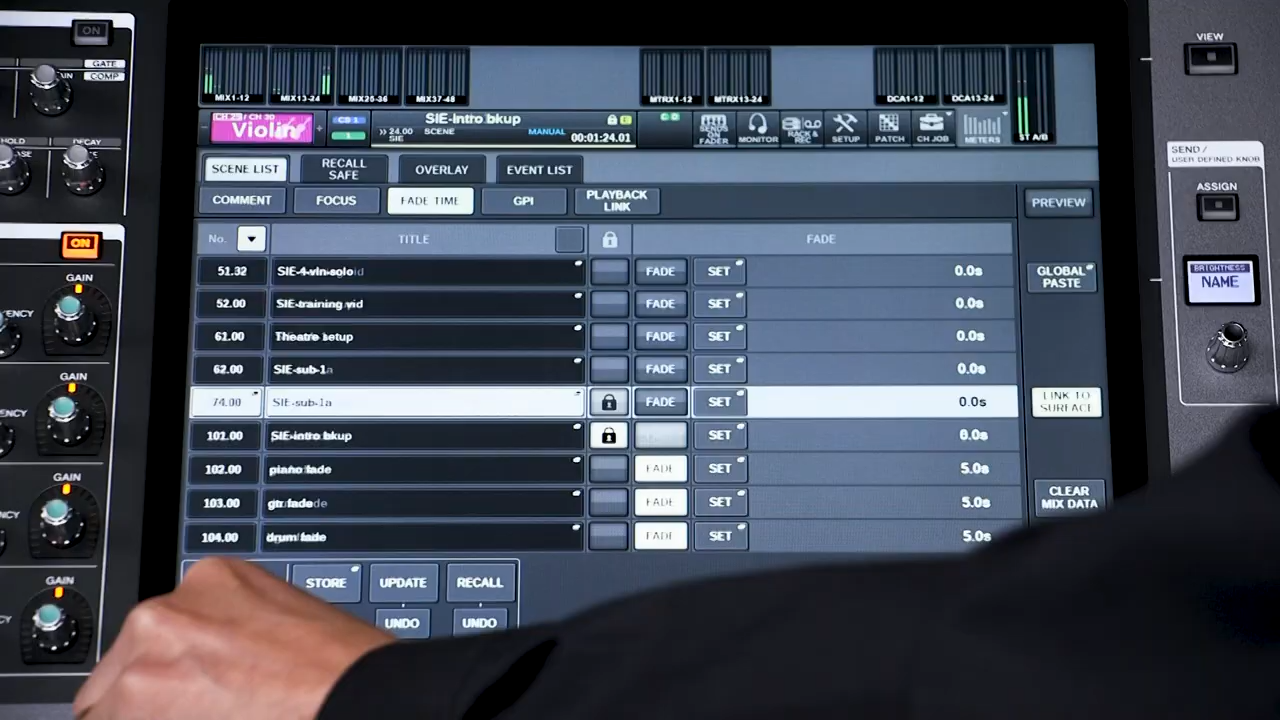 ON
GATE
COMP
HOLD
DECAY
ON
GAIN
GAIN
GAIN
GAIN
MIX1-12
MIX13-24
MIX25-36
MIX37-48
MTRX1-12
MTRX13-24
DCA1-12
DCA13-24
ST A/B
Violin
CS 1
1
24.00
SIE
SIE-intro bkup
SCENE
MANUAL
00:01:24.01
SENDS ON FADER
MONITOR
RACK & REC
SETUP
PATCH
CH JOB
METERS
SCENE LIST
RECALL SAFE
OVERLAY
EVENT LIST
COMMENT
FOCUS
FADE TIME
GPI
PLAYBACK LINK
PREVIEW
No.
TITLE
FADE
51.32 SIE-4-vln-solo FADE SET 0.0s
52.00 SIE-training vid FADE SET 0.0s
61.00 Theatre setup FADE SET 0.0s
62.00 SIE-sub-1 FADE SET 0.0s
74.00 SIE-sub-1a FADE SET 0.0s
101.00 SIE-intro bkup SET 0.0s
102.00 piano fade FADE SET 5.0s
103.00 gtr fade FADE SET 5.0s
104.00 drum fade FADE SET 5.0s
GLOBAL PASTE
LINK TO SURFACE
CLEAR MIX DATA
STORE
UPDATE
RECALL
UNDO
UNDO
VIEW
SEND /
USER DEFINED KNOB
ASSIGN
BRIGHTNESS
NAME